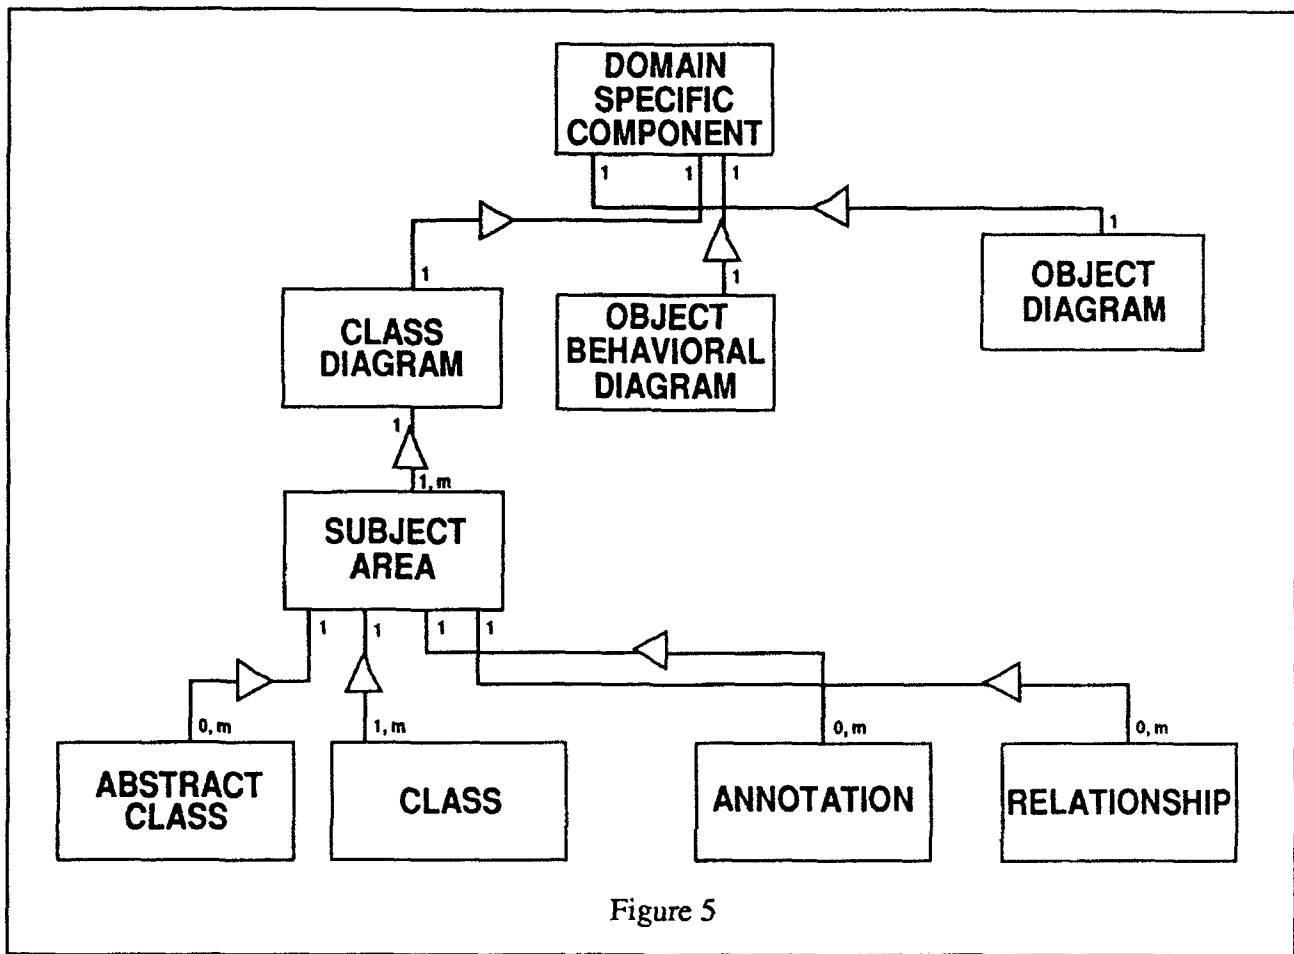 DOMAIN
SPECIFIC
COMPONENT
1 1 1
1
1
1
OBJECT
DIAGRAM
CLASS
DIAGRAM
OBJECT
BEHAVIORAL
DIAGRAM
1
1, m
SUBJECT
AREA
1 1 1 1
0, m 1, m 0, m 0, m
ABSTRACT
CLASS
CLASS
ANNOTATION
RELATIONSHIP
Figure 5